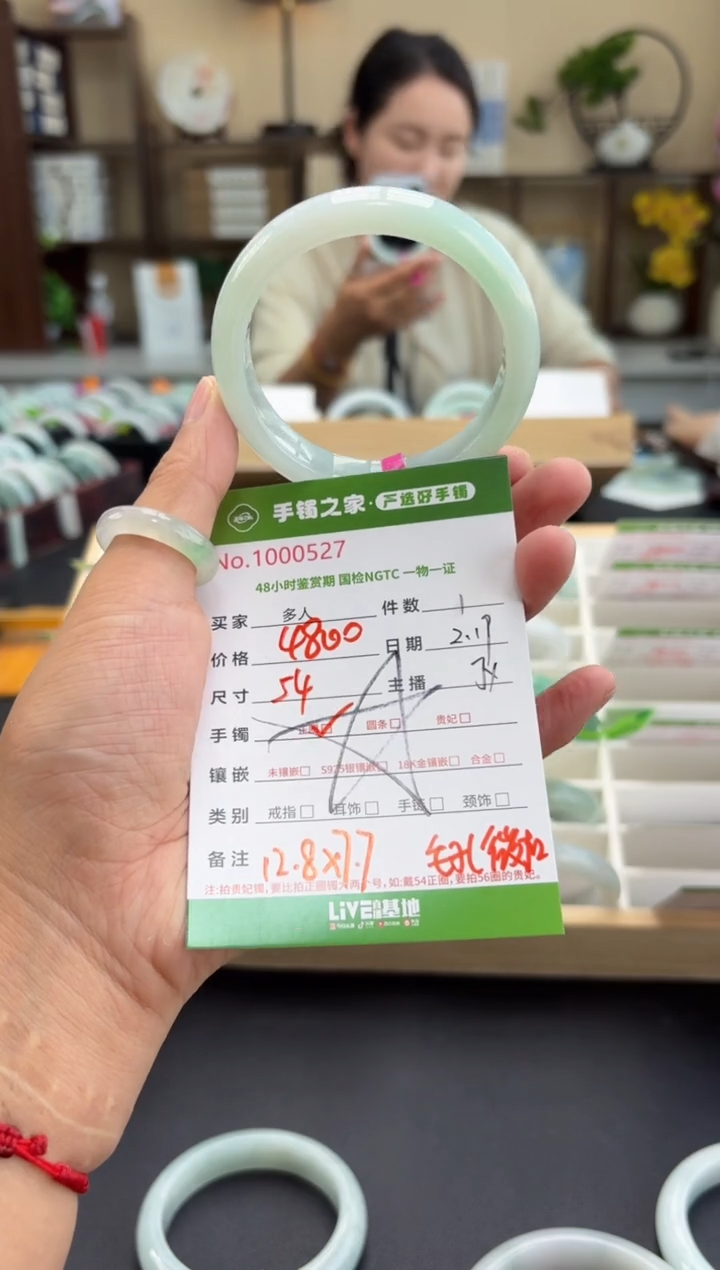 手镯之家·严选好手镯
No.1000527
48小时鉴赏期 国检NGTC 一物一证
买家 多人 件数 1
价格 4800 日期 2.17
尺寸 54 主播
手镯 正圈□ 圆条□ 贵妃□
镶嵌 未镶嵌□ S925银镶嵌□ 18K金镶嵌□ 合金□
类别 戒指□ 耳饰□ 手链□ 颈饰□
备注 12.8×7.7
注:拍贵妃镯,要比拍正圈镯大两个号,如:戴54正圈,要拍56圈的贵妃。
LiVE 基地